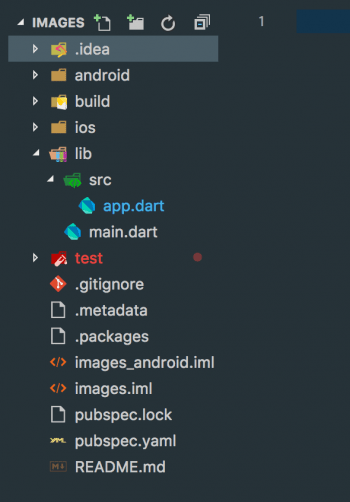 IMAGES 1
.idea
android
build
ios
lib
src
app.dart
main.dart
test
.gitignore
.metadata
.packages
images_android.iml
images.iml
pubspec.lock
pubspec.yaml
README.md